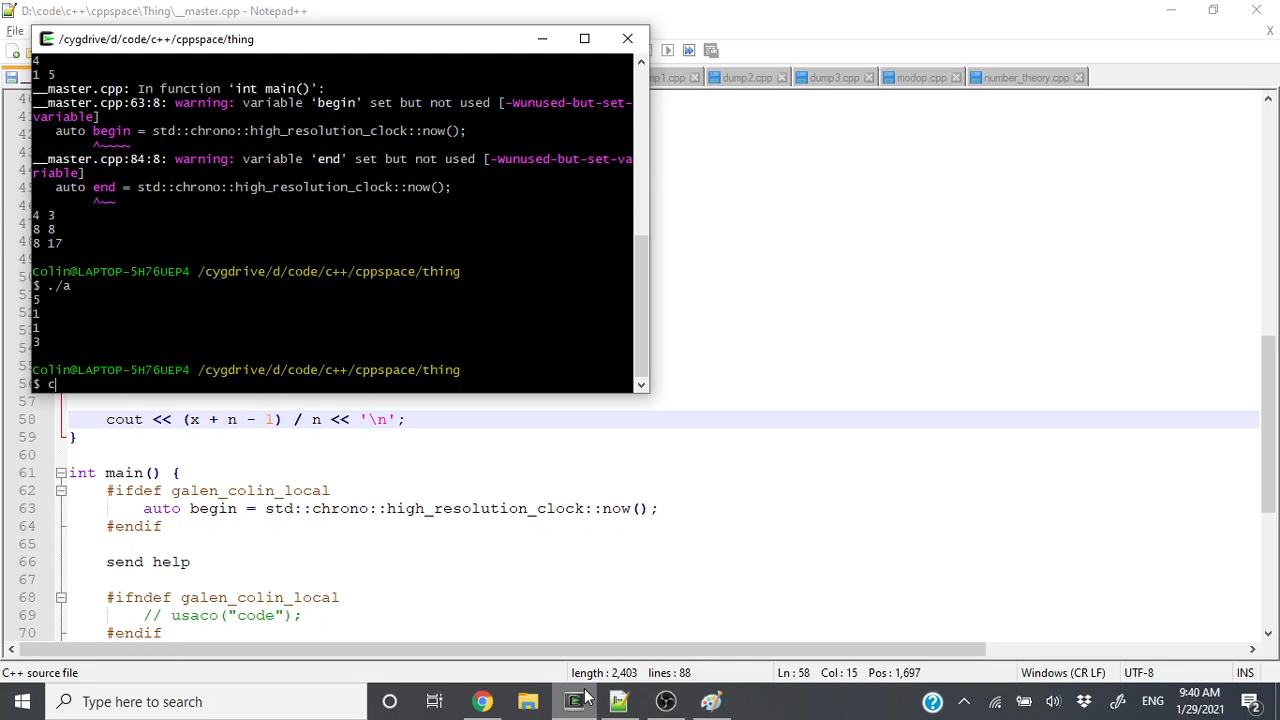 D:\code\c++\cppspace\Thing\__master.cpp - Notepad++
File
X
/cygdrive/d/code/c++/cppspace/thing
dump2.cpp
dump3.cpp
modop.cpp
number_theory.cpp
4
1 5
__master.cpp: In function ‘int main()’:
__master.cpp:63:8: warning: variable ‘begin’ set but not used [-Wunused-but-set-
variable]
auto begin = std::chrono::high_resolution_clock::now();
^~~~~
__master.cpp:84:8: warning: variable ‘end’ set but not used [-Wunused-but-set-va
riable]
auto end = std::chrono::high_resolution_clock::now();
^~~
4 3
8 8
8 17
Colin@LAPTOP-5H76UEP4 /cygdrive/d/code/c++/cppspace/thing
$ ./a
5
1
1
3
Colin@LAPTOP-5H76UEP4 /cygdrive/d/code/c++/cppspace/thing
$ c
57
58 cout << (x + n - 1) / n << '\n';
59 }
60
61 int main() {
62 #ifdef galen_colin_local
63 auto begin = std::chrono::high_resolution_clock::now();
64 #endif
65
66 send help
67
68 #ifndef galen_colin_local
69 // usaco("code");
70 #endif
C++ source file length : 2,403 lines : 88 Ln : 58 Col : 15 Pos : 1,697 Windows (CR LF) UTF-8 INS
Type here to search
ENG
9:40 AM
1/29/2021
2